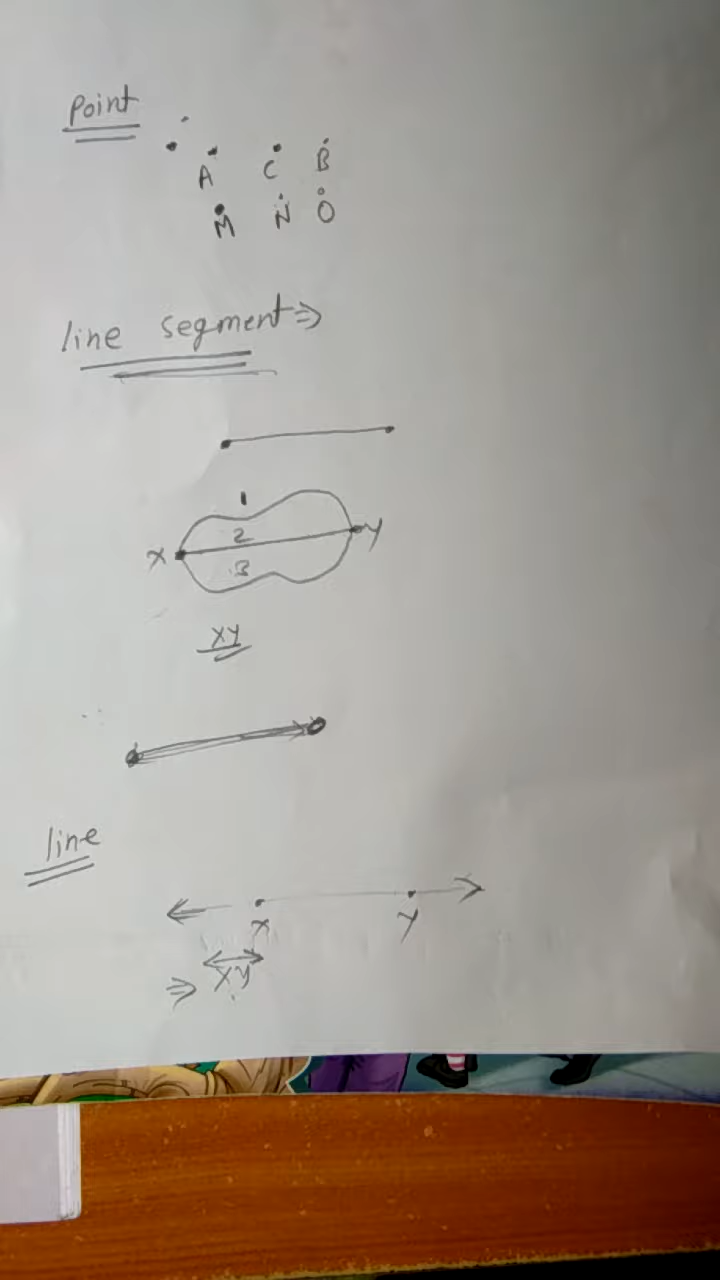 Point
A C B
M N O
line segment ⇒
1
X 2 Y
3
XY
line
X Y
⇒ XY